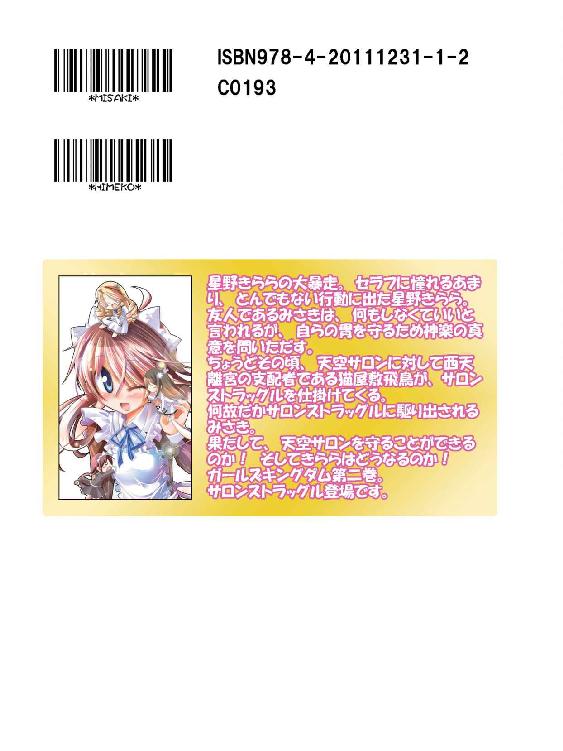 ISBN978-4-20111231-1-2
C0193
*MISAKI*
*HIMEKO*
星野きららの大暴走。セラフに憧れるあま
り、とんでもない行動に出た星野きらら。
友人であるみさきは、何もしなくていいと
言われるが、自らの胃を守るため神楽の真
意を問いただす。
ちょうどその頃、天空サロンに対して西天
離宮の支配者である猫屋敷飛鳥が、サロン
ストラッグルを仕掛けてくる。
何故だかサロンストラッグルに駆り出される
みさき。
果たして、天空サロンを守ることができる
のか！そしてきららはどうなるのか！
ガールズキングダム第二巻。
サロンストラッグル登場です。